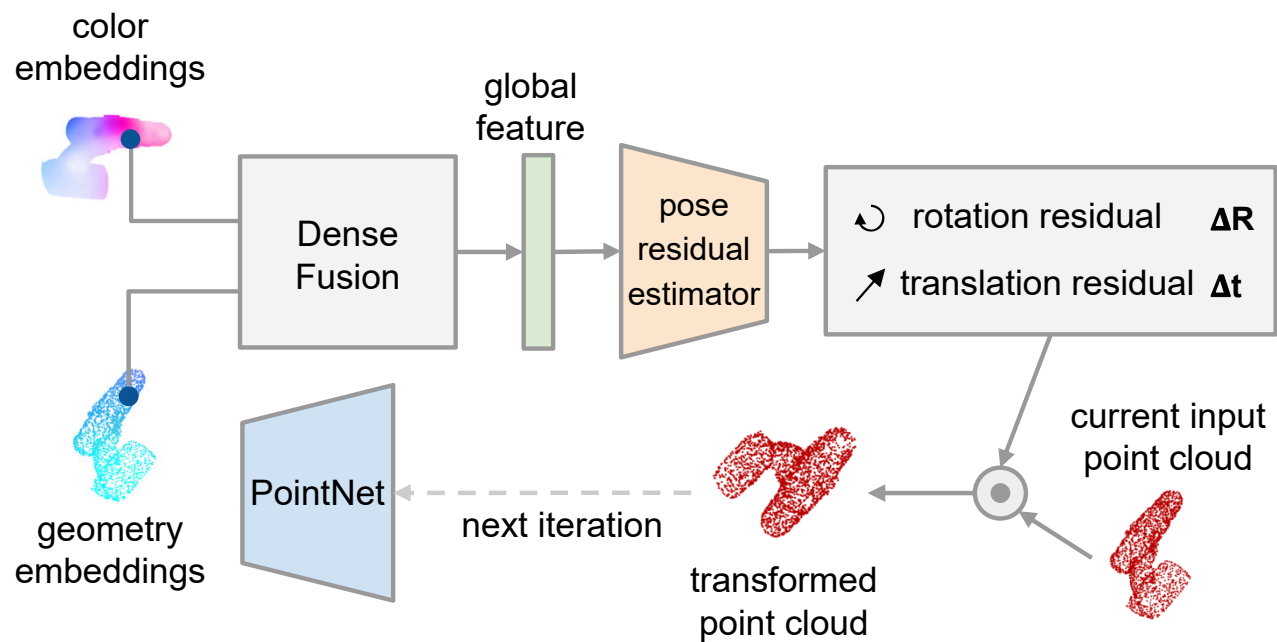 color
embeddings
global
feature
Dense
Fusion
pose
residual
estimator
rotation residual ΔR
translation residual Δt
geometry
embeddings
PointNet
next iteration
transformed
point cloud
current input
point cloud